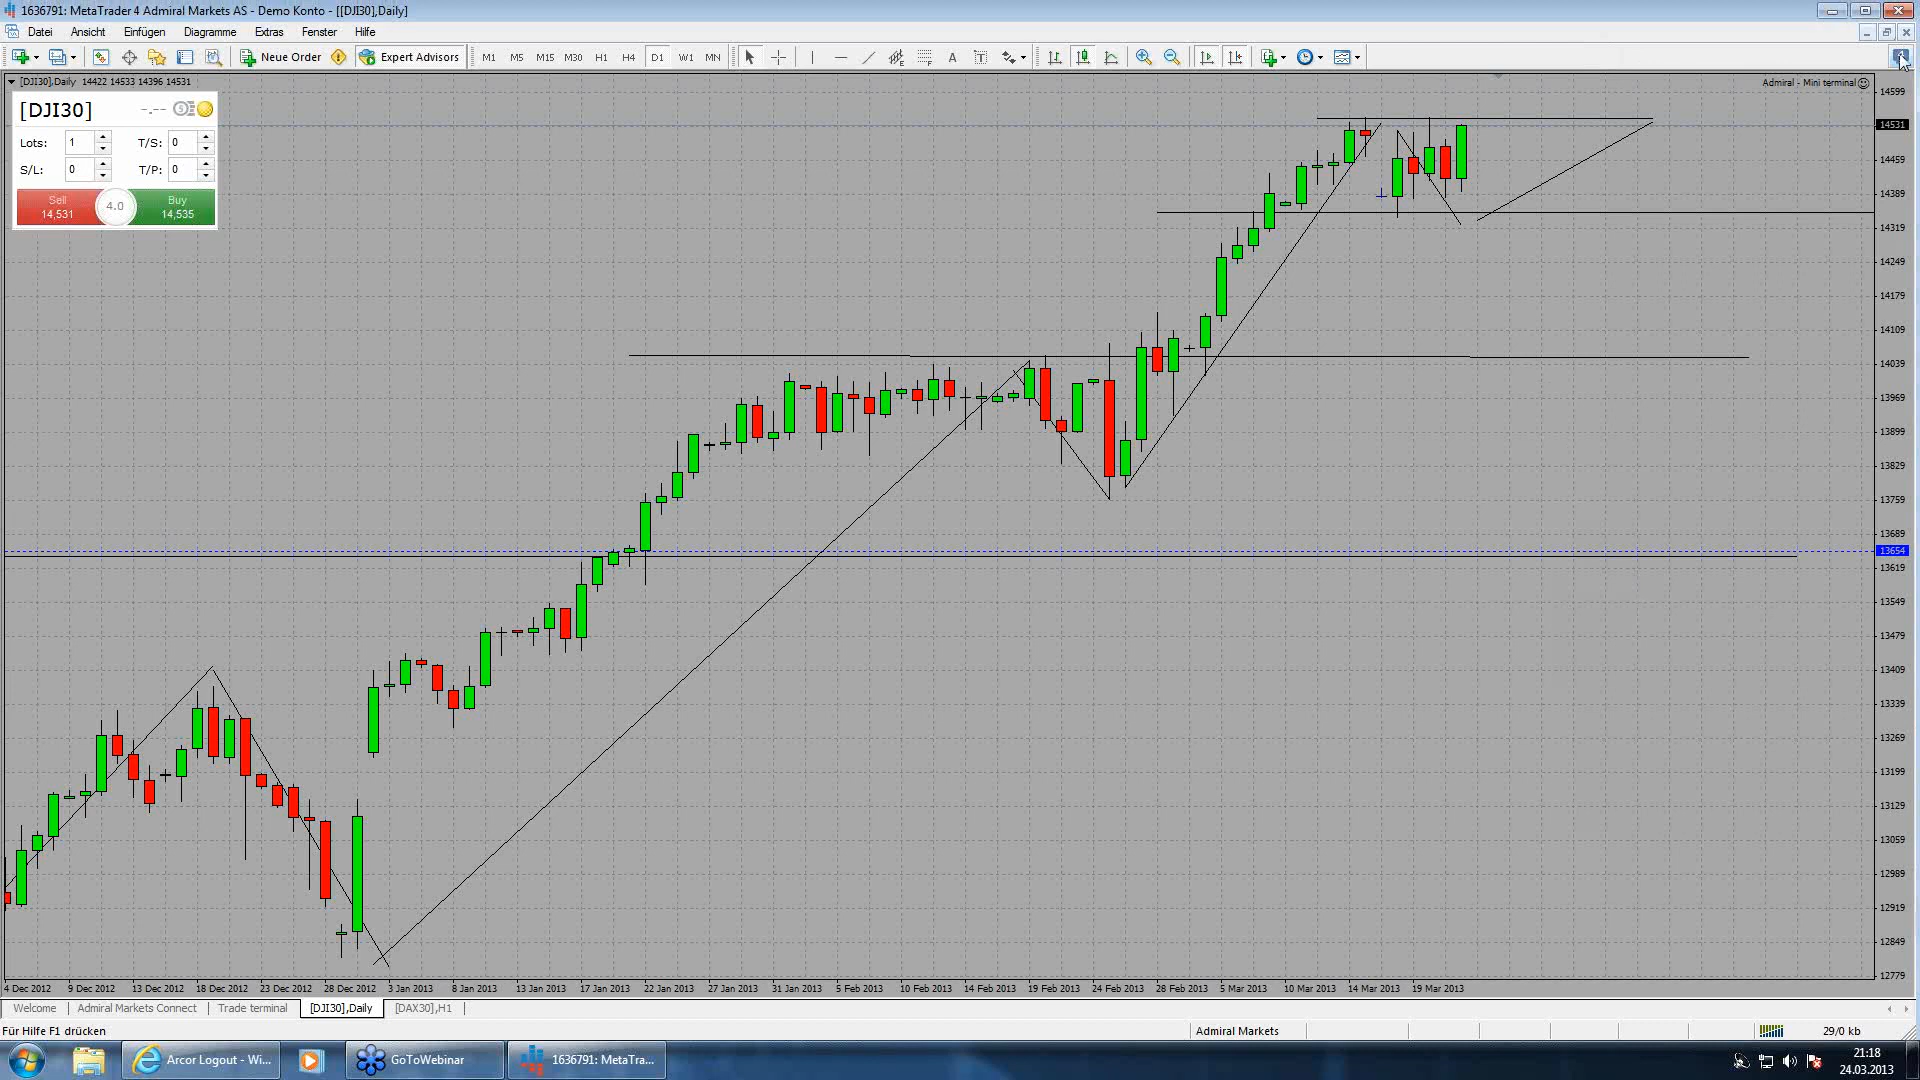 1636791: MetaTrader 4 Admiral Markets AS - Demo Konto - [[DJI30],Daily]
Datei Ansicht Einfügen Diagramme Extras Fenster Hilfe
Neue Order Expert Advisors M1 M5 M15 M30 H1 H4 D1 W1 MN A T
[DJI30],Daily 14422 14533 14396 14531
Admiral - Mini terminal
[DJI30] -.--
Lots: 1 T/S: 0
S/L: 0 T/P: 0
Sell 4.0 Buy
14,531 14,535
14599
14531
14459
14389
14319
14249
14179
14109
14039
13969
13899
13829
13759
13689
13654
13619
13549
13479
13409
13339
13269
13199
13129
13059
12989
12919
12849
12779
4 Dec 2012 9 Dec 2012 13 Dec 2012 18 Dec 2012 23 Dec 2012 28 Dec 2012 3 Jan 2013 8 Jan 2013 13 Jan 2013 17 Jan 2013 22 Jan 2013 27 Jan 2013 31 Jan 2013 5 Feb 2013 10 Feb 2013 14 Feb 2013 19 Feb 2013 24 Feb 2013 28 Feb 2013 5 Mar 2013 10 Mar 2013 14 Mar 2013 19 Mar 2013
Welcome Admiral Markets Connect Trade terminal [DJI30],Daily [DAX30],H1
Für Hilfe F1 drücken Admiral Markets 29/0 kb
Arcor Logout - Wi... GoToWebinar 1636791: MetaTra...
21:18
24.03.2013